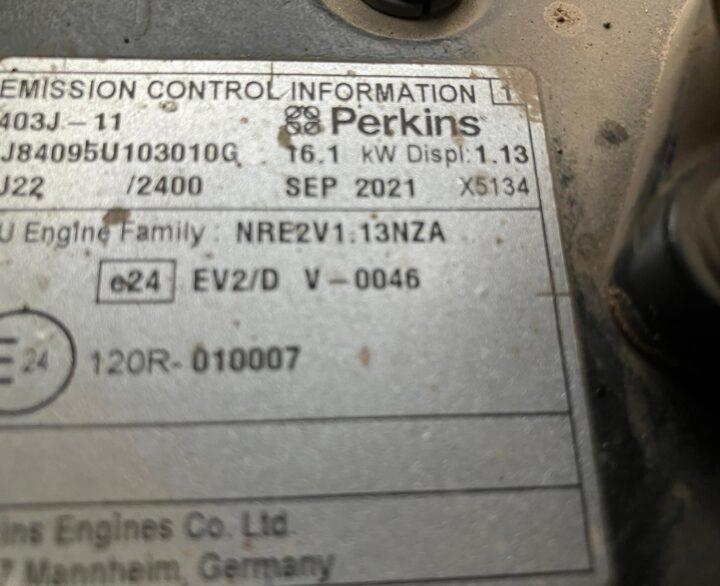 EMISSION CONTROL INFORMATION 1
403J-11 Perkins
J84095U103010G 16.1 kW Displ:1.13
J22 /2400 SEP 2021 X5134
U Engine Family : NRE2V1.13NZA
e24 EV2/D V-0046
E 24 120R-010007
ins Engines Co. Ltd.
7 Mannheim, Germany